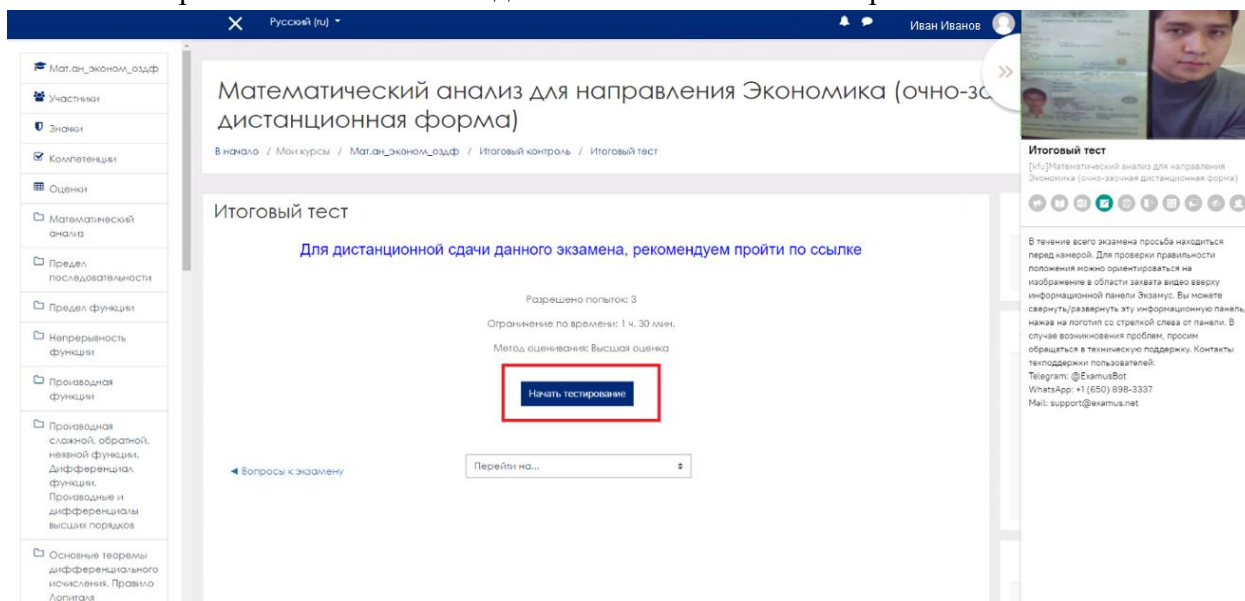 Русский (ru)
Иван Иванов
Мат.ан_эконом_оздф
Участники
Значки
Компетенции
Оценки
Математический
анализ
Предел
последовательности
Предел функции
Непрерывность
функции
Производная
функции
Производная
сложной, обратной,
неявной функции.
Дифференциал
функции.
Производные и
дифференциалы
высших порядков
Основные теоремы
дифференциального
исчисления. Правило
Лопиталя
Математический анализ для направления Экономика (очно-за
дистанционная форма)
В начало / Мои курсы / Мат.ан_эконом_оздф / Итоговый контроль / Итоговый тест
Итоговый тест
Для дистанционной сдачи данного экзамена, рекомендуем пройти по ссылке
Разрешено попыток: 3
Ограничение по времени: 1 ч. 30 мин.
Метод оценивания: Высшая оценка
Начать тестирование
◄ Вопросы к экзамену
Перейти на...
Итоговый тест
[kfu]Математический анализ для направления
Экономика (очно-заочная дистанционная форма)
В течение всего экзамена просьба находиться
перед камерой. Для проверки правильности
положения можно ориентироваться на
изображение в области захвата видео вверху
информационной панели Экзамус. Вы можете
свернуть/развернуть эту информационную панель,
нажав на логотип со стрелкой слева от панели. В
случае возникновения проблем, просим
обращаться в техническую поддержку. Контакты
техподдержки пользователей:
Telegram: @ExamusBot
WhatsApp: +1 (650) 898-3337
Mail: support@examus.net